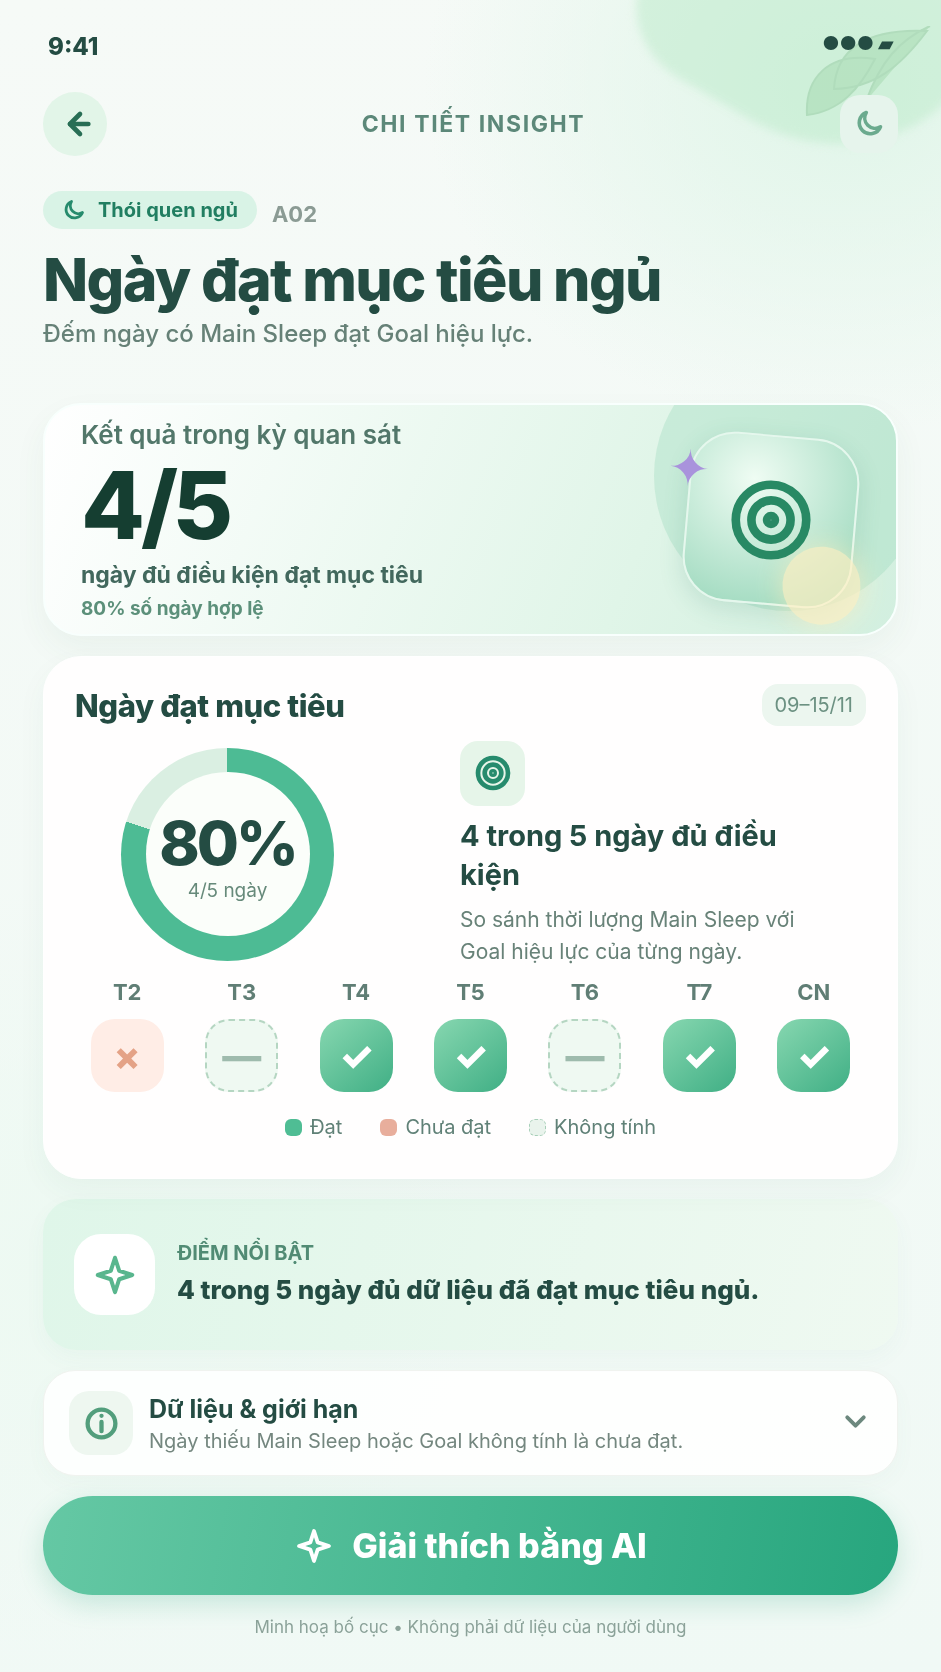 9:41
CHI TIẾT INSIGHT
Thói quen ngủ
A02
Ngày đạt mục tiêu ngủ
Đếm ngày có Main Sleep đạt Goal hiệu lực.
Kết quả trong kỳ quan sát
4/5
ngày đủ điều kiện đạt mục tiêu
80% số ngày hợp lệ
Ngày đạt mục tiêu
09–15/11
80%
4/5 ngày
4 trong 5 ngày đủ điều
kiện
So sánh thời lượng Main Sleep với
Goal hiệu lực của từng ngày.
T2 T3 T4 T5 T6 T7 CN
Đạt Chưa đạt Không tính
ĐIỂM NỔI BẬT
4 trong 5 ngày đủ dữ liệu đã đạt mục tiêu ngủ.
Dữ liệu & giới hạn
Ngày thiếu Main Sleep hoặc Goal không tính là chưa đạt.
Giải thích bằng AI
Minh hoạ bố cục • Không phải dữ liệu của người dùng